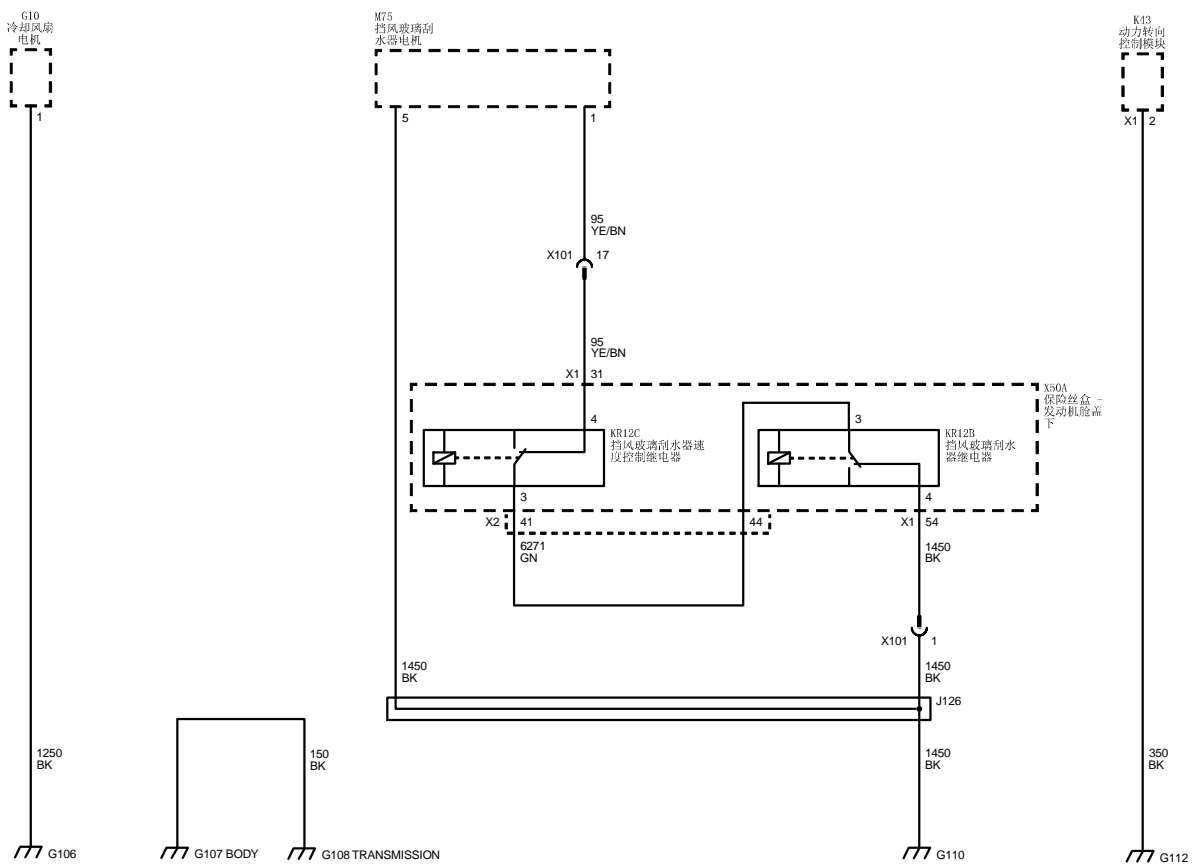 G10
冷却风扇
电机
M75
挡风玻璃刮
水器电机
K43
动力转向
控制模块
1
5
1
X1 2
95
YE/BN
X101 17
95
YE/BN
X1 31
X50A
保险丝盒 -
发动机舱盖
下
4
KR12C
挡风玻璃刮水器速
度控制继电器
3
KR12B
挡风玻璃刮水
器继电器
3
4
X2 41
44
X1 54
6271
GN
1450
BK
X101 1
1450
BK
1450
BK
J126
1250
BK
150
BK
1450
BK
350
BK
G106
G107 BODY
G108 TRANSMISSION
G110
G112